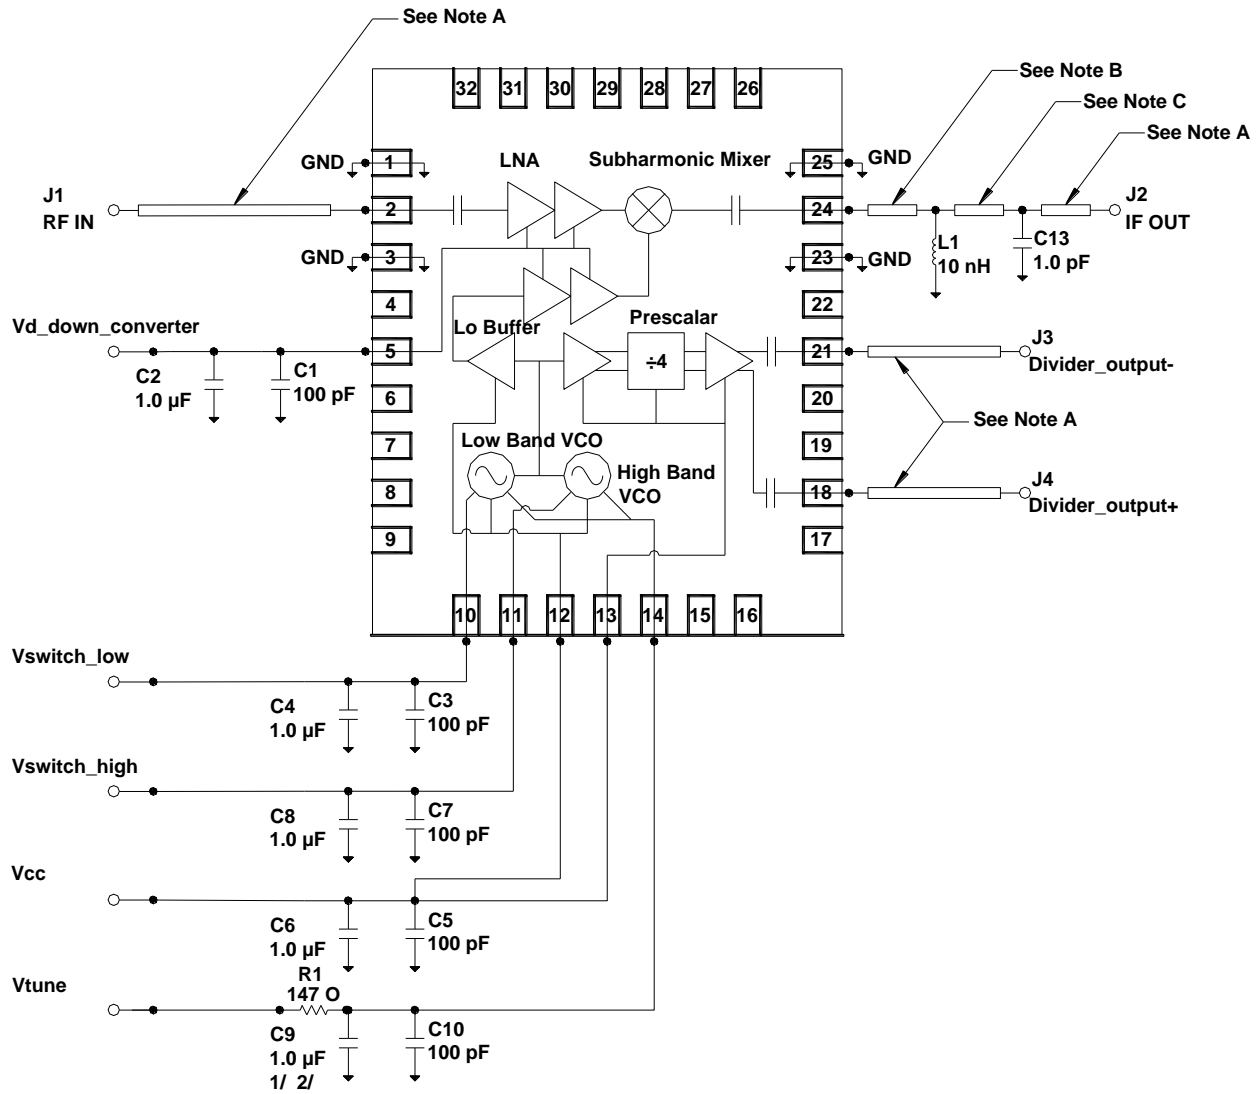 See Note A
32 31 30 29 28 27 26
See Note B
See Note C
See Note A
GND 1
LNA
Subharmonic Mixer
25 GND
J1
RF IN
2
24
J2
IF OUT
GND 3
23 GND
L1
10 nH
C13
1.0 pF
4
22
Vd_down_converter
Lo Buffer
Prescalar
÷4
5
21
J3
Divider_output-
C2
1.0 µF
C1
100 pF
6
20
See Note A
7
19
Low Band VCO
High Band
VCO
8
18
J4
Divider_output+
9
17
10 11 12 13 14 15 16
Vswitch_low
C4
1.0 µF
C3
100 pF
Vswitch_high
C8
1.0 µF
C7
100 pF
Vcc
C6
1.0 µF
C5
100 pF
Vtune
R1
147 O
C9
1.0 µF
1/ 2/
C10
100 pF